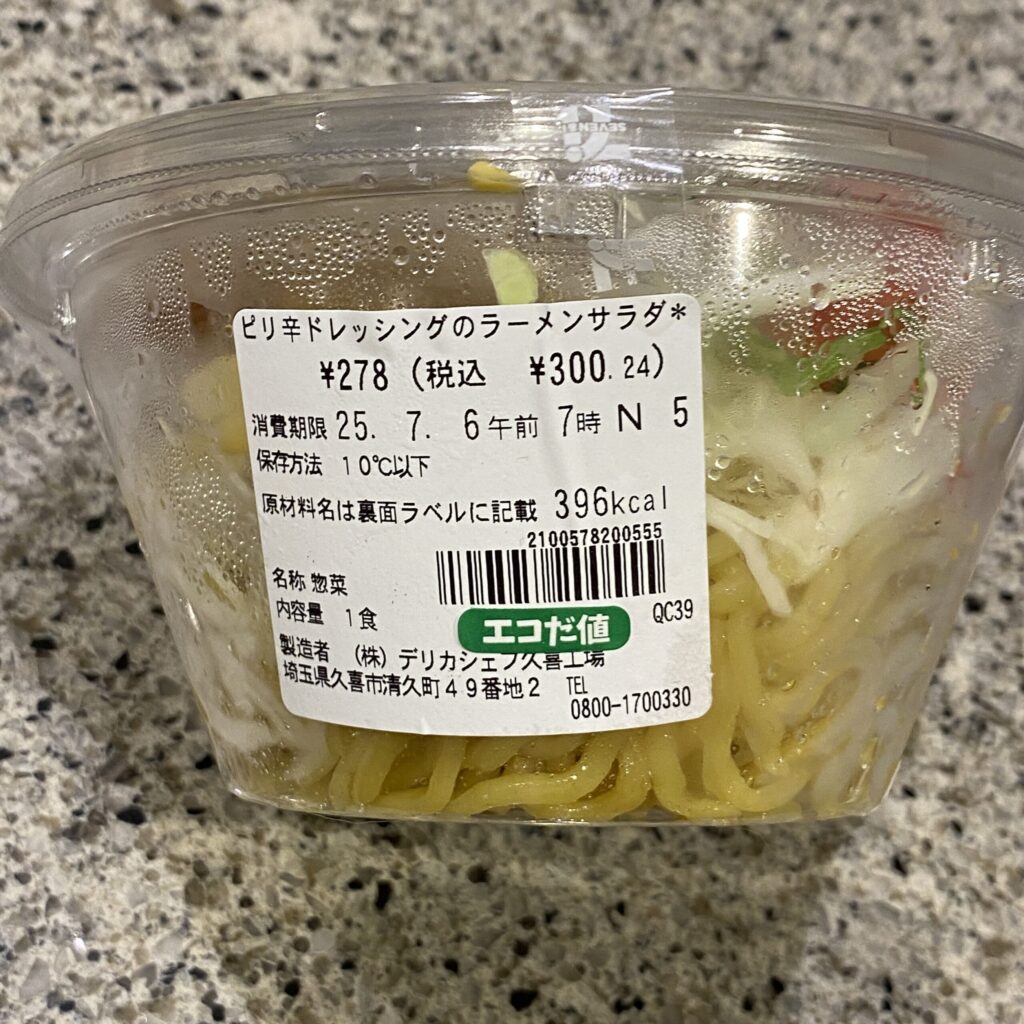 SEVEN&i
ピリ辛ドレッシングのラーメンサラダ*
¥278 (税込 ¥300.24)
消費期限 25. 7. 6 午前 7時 N 5
保存方法 10℃以下
原材料名は裏面ラベルに記載 396kcal
2100578200555
名称 惣菜
内容量 1食
QC39
エコだ値
製造者 (株) デリカシェフ久喜工場
埼玉県久喜市清久町49番地2 TEL
0800-1700330